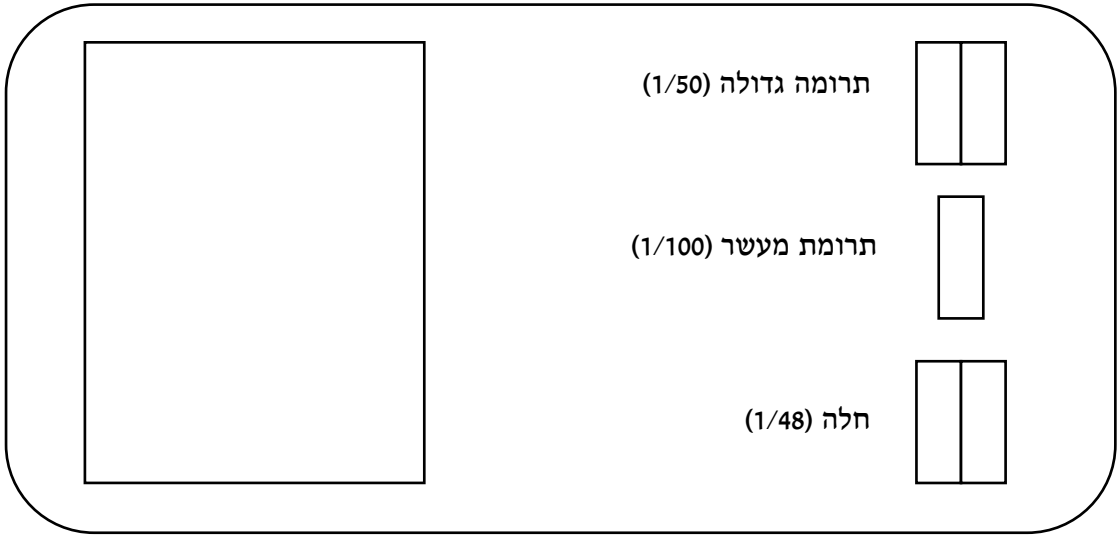 תרומה גדולה (1/50)
תרומת מעשר (1/100)
חלה (1/48)